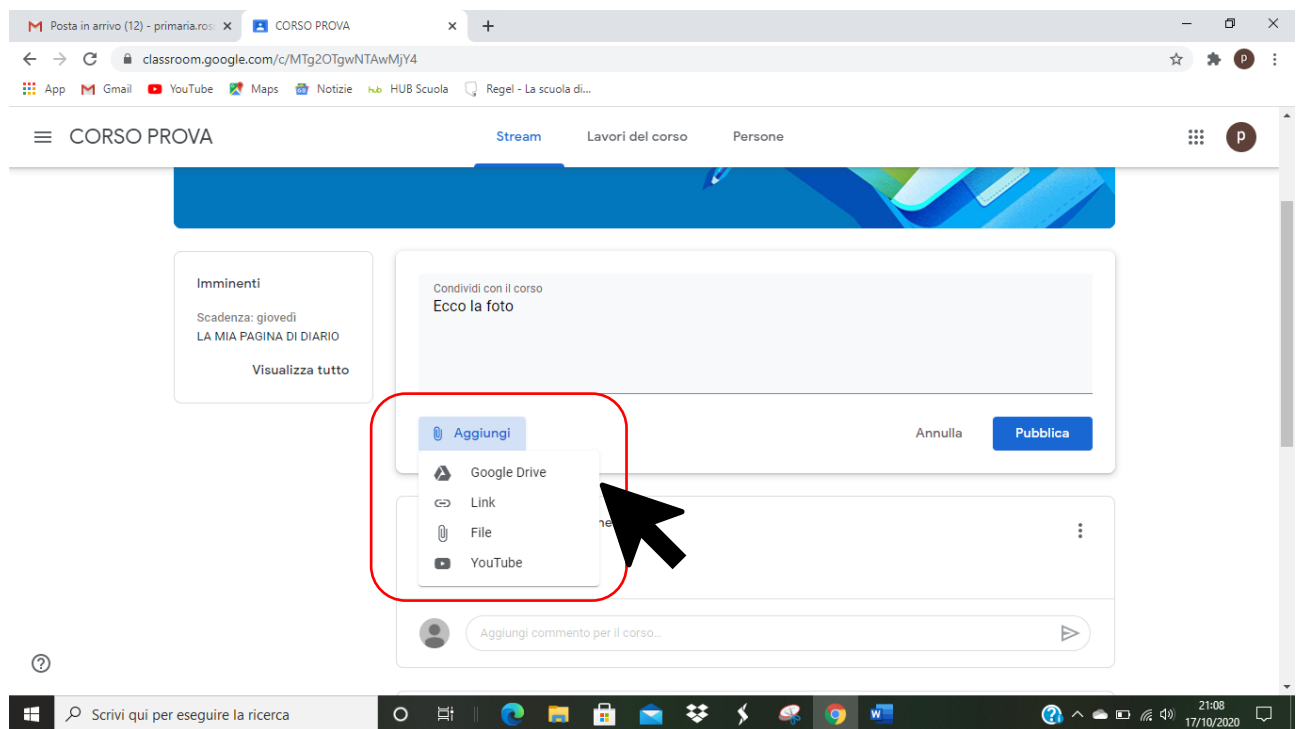 Posta in arrivo (12) - primaria.ros
CORSO PROVA
classroom.google.com/c/MTg2OTgwNTAwMjY4
App Gmail YouTube Maps Notizie hub HUB Scuola Regel - La scuola di...
P
CORSO PROVA
Stream Lavori del corso Persone
p
Imminenti
Scadenza: giovedì
LA MIA PAGINA DI DIARIO
Visualizza tutto
Condividi con il corso
Ecco la foto
Aggiungi
Annulla Pubblica
Google Drive
Link
File
YouTube
Aggiungi commento per il corso...
Scrivi qui per eseguire la ricerca
21:08
17/10/2020